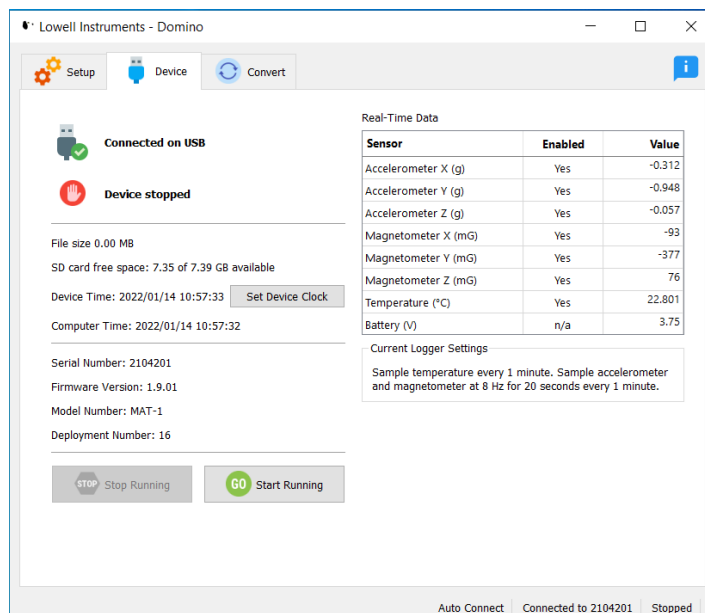 Lowell Instruments - Domino
Setup
Device
Convert
Connected on USB
Device stopped
File size 0.00 MB
SD card free space: 7.35 of 7.39 GB available
Device Time: 2022/01/14 10:57:33
Set Device Clock
Computer Time: 2022/01/14 10:57:32
Serial Number: 2104201
Firmware Version: 1.9.01
Model Number: MAT-1
Deployment Number: 16
STOP Stop Running
GO Start Running
Real-Time Data
Sensor Enabled Value
Accelerometer X (g) Yes -0.312
Accelerometer Y (g) Yes -0.948
Accelerometer Z (g) Yes -0.057
Magnetometer X (mG) Yes -93
Magnetometer Y (mG) Yes -377
Magnetometer Z (mG) Yes 76
Temperature (°C) Yes 22.801
Battery (V) n/a 3.75
Current Logger Settings
Sample temperature every 1 minute. Sample accelerometer
and magnetometer at 8 Hz for 20 seconds every 1 minute.
Auto Connect Connected to 2104201 Stopped